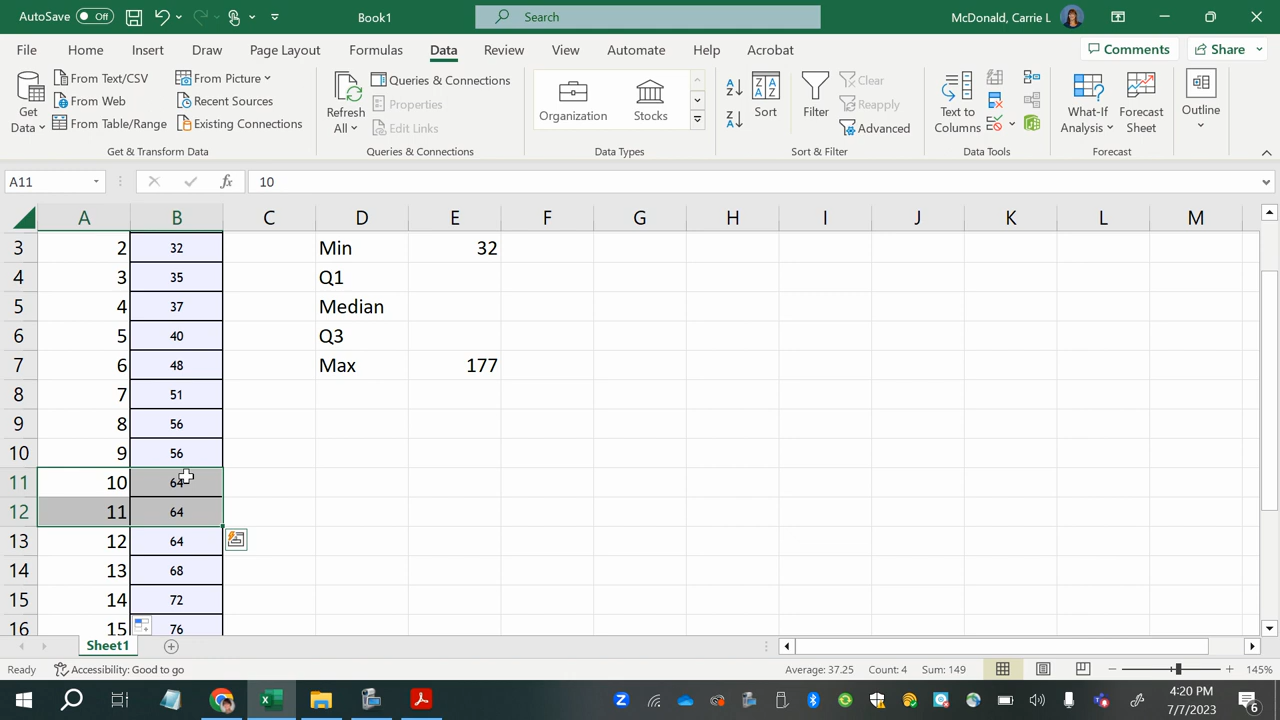 AutoSave Off Book1 Search McDonald, Carrie L
File Home Insert Draw Page Layout Formulas Data Review View Automate Help Acrobat Comments Share
Get Data From Text/CSV From Web From Table/Range From Picture Recent Sources Existing Connections
Refresh All Queries & Connections Properties Edit Links
Organization Stocks
Sort Filter Clear Reapply Advanced
Text to Columns
What-If Analysis Forecast Sheet Outline
Get & Transform Data Queries & Connections Data Types Sort & Filter Data Tools Forecast
A11 fx 10
A B C D E F G H I J K L M
3 2 32 Min 32
4 3 35 Q1
5 4 37 Median
6 5 40 Q3
7 6 48 Max 177
8 7 51
9 8 56
10 9 56
11 10 64
12 11 64
13 12 64
14 13 68
15 14 72
16 15 76
Sheet1
Ready Accessibility: Good to go Average: 37.25 Count: 4 Sum: 149 145%
4:20 PM
7/7/2023
6